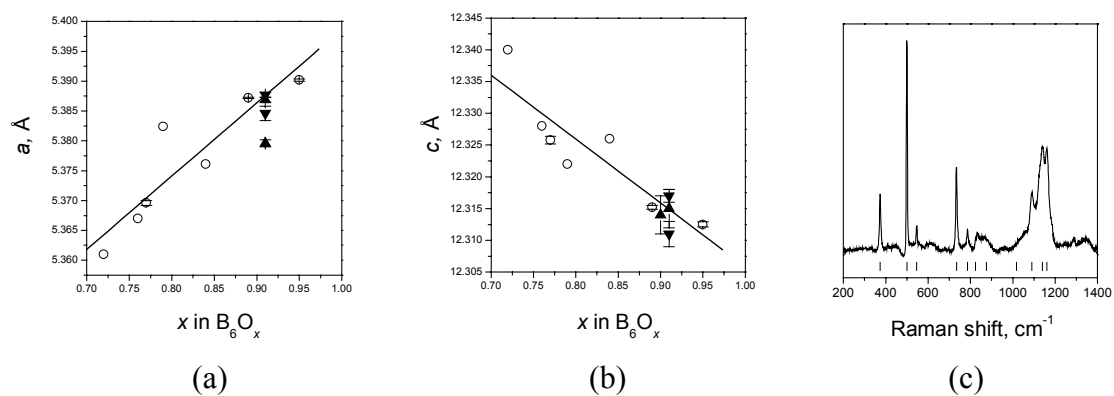 5.400
5.395
5.390
5.385
5.380
5.375
5.370
5.365
5.360
a, Å
0.70 0.75 0.80 0.85 0.90 0.95 1.00
x in B₆Oₓ
(a)
12.345
12.340
12.335
12.330
12.325
12.320
12.315
12.310
12.305
c, Å
0.70 0.75 0.80 0.85 0.90 0.95 1.00
x in B₆Oₓ
(b)
200 400 600 800 1000 1200 1400
Raman shift, cm⁻¹
(c)